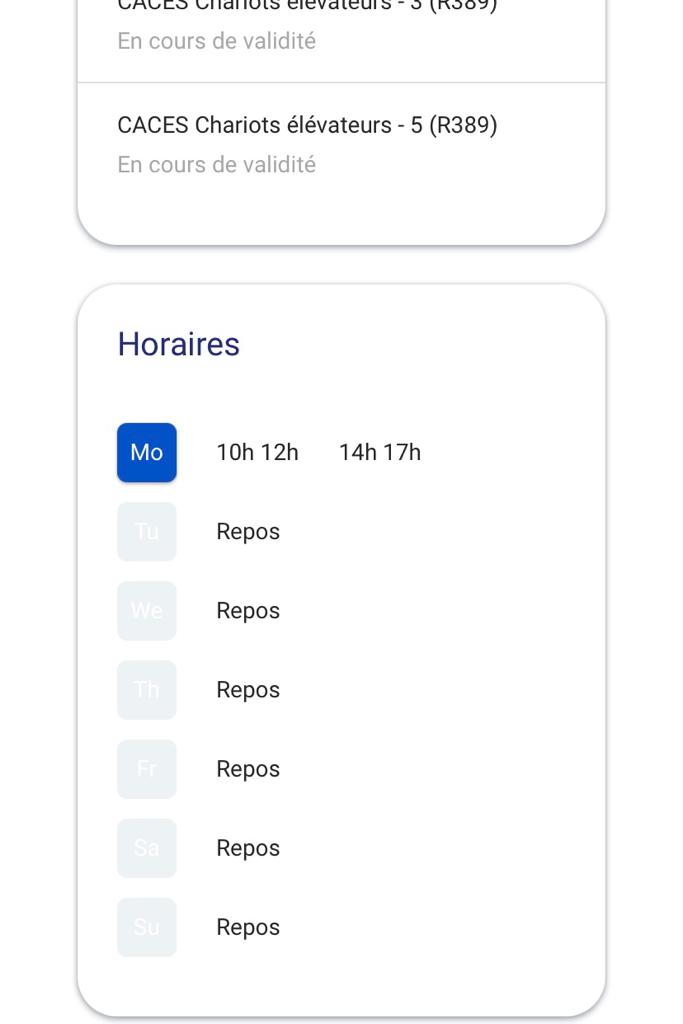 CACES Chariots élévateurs - 3 (R389)
En cours de validité
CACES Chariots élévateurs - 5 (R389)
En cours de validité
Horaires
Mo 10h 12h 14h 17h
Tu Repos
We Repos
Th Repos
Fr Repos
Sa Repos
Su Repos